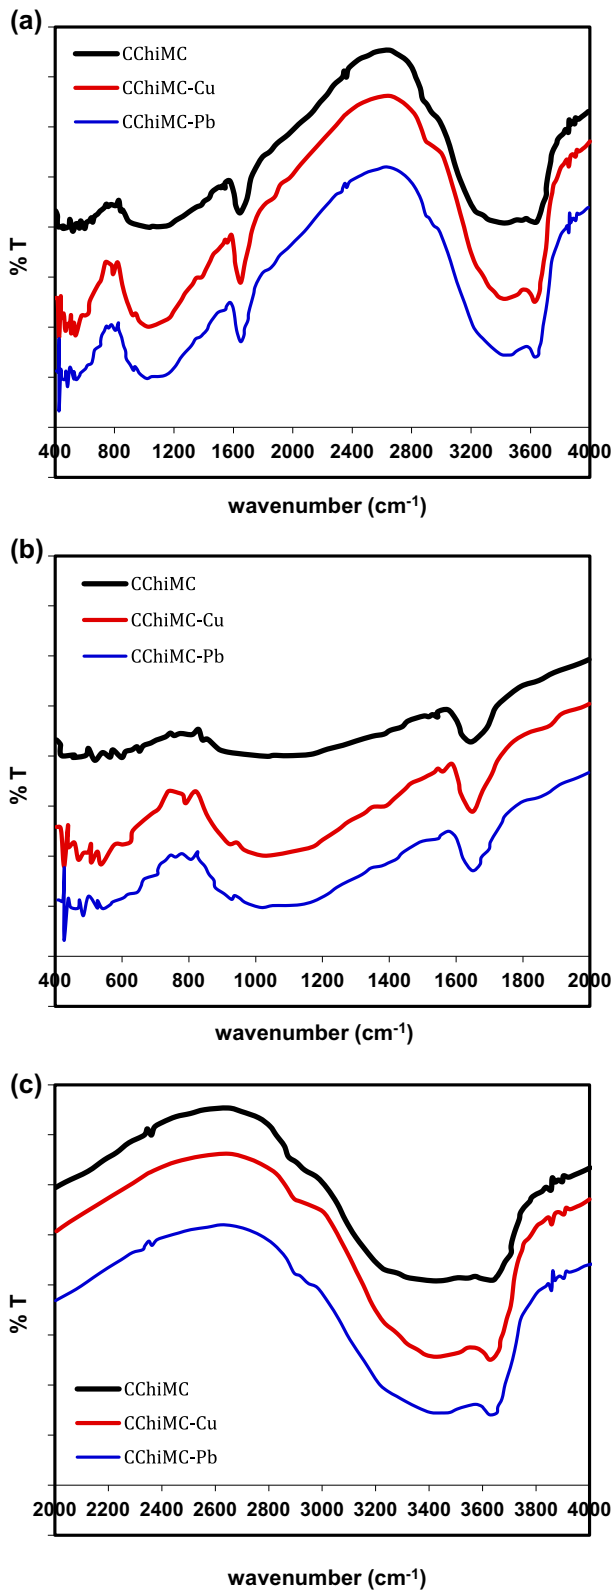 (a)
CChiMC
CChiMC-Cu
CChiMC-Pb
% T
400 800 1200 1600 2000 2400 2800 3200 3600 4000
wavenumber (cm-1)
(b)
CChiMC
CChiMC-Cu
CChiMC-Pb
% T
400 600 800 1000 1200 1400 1600 1800 2000
wavenumber (cm-1)
(c)
% T
CChiMC
CChiMC-Cu
CChiMC-Pb
2000 2200 2400 2600 2800 3000 3200 3400 3600 3800 4000
wavenumber (cm-1)